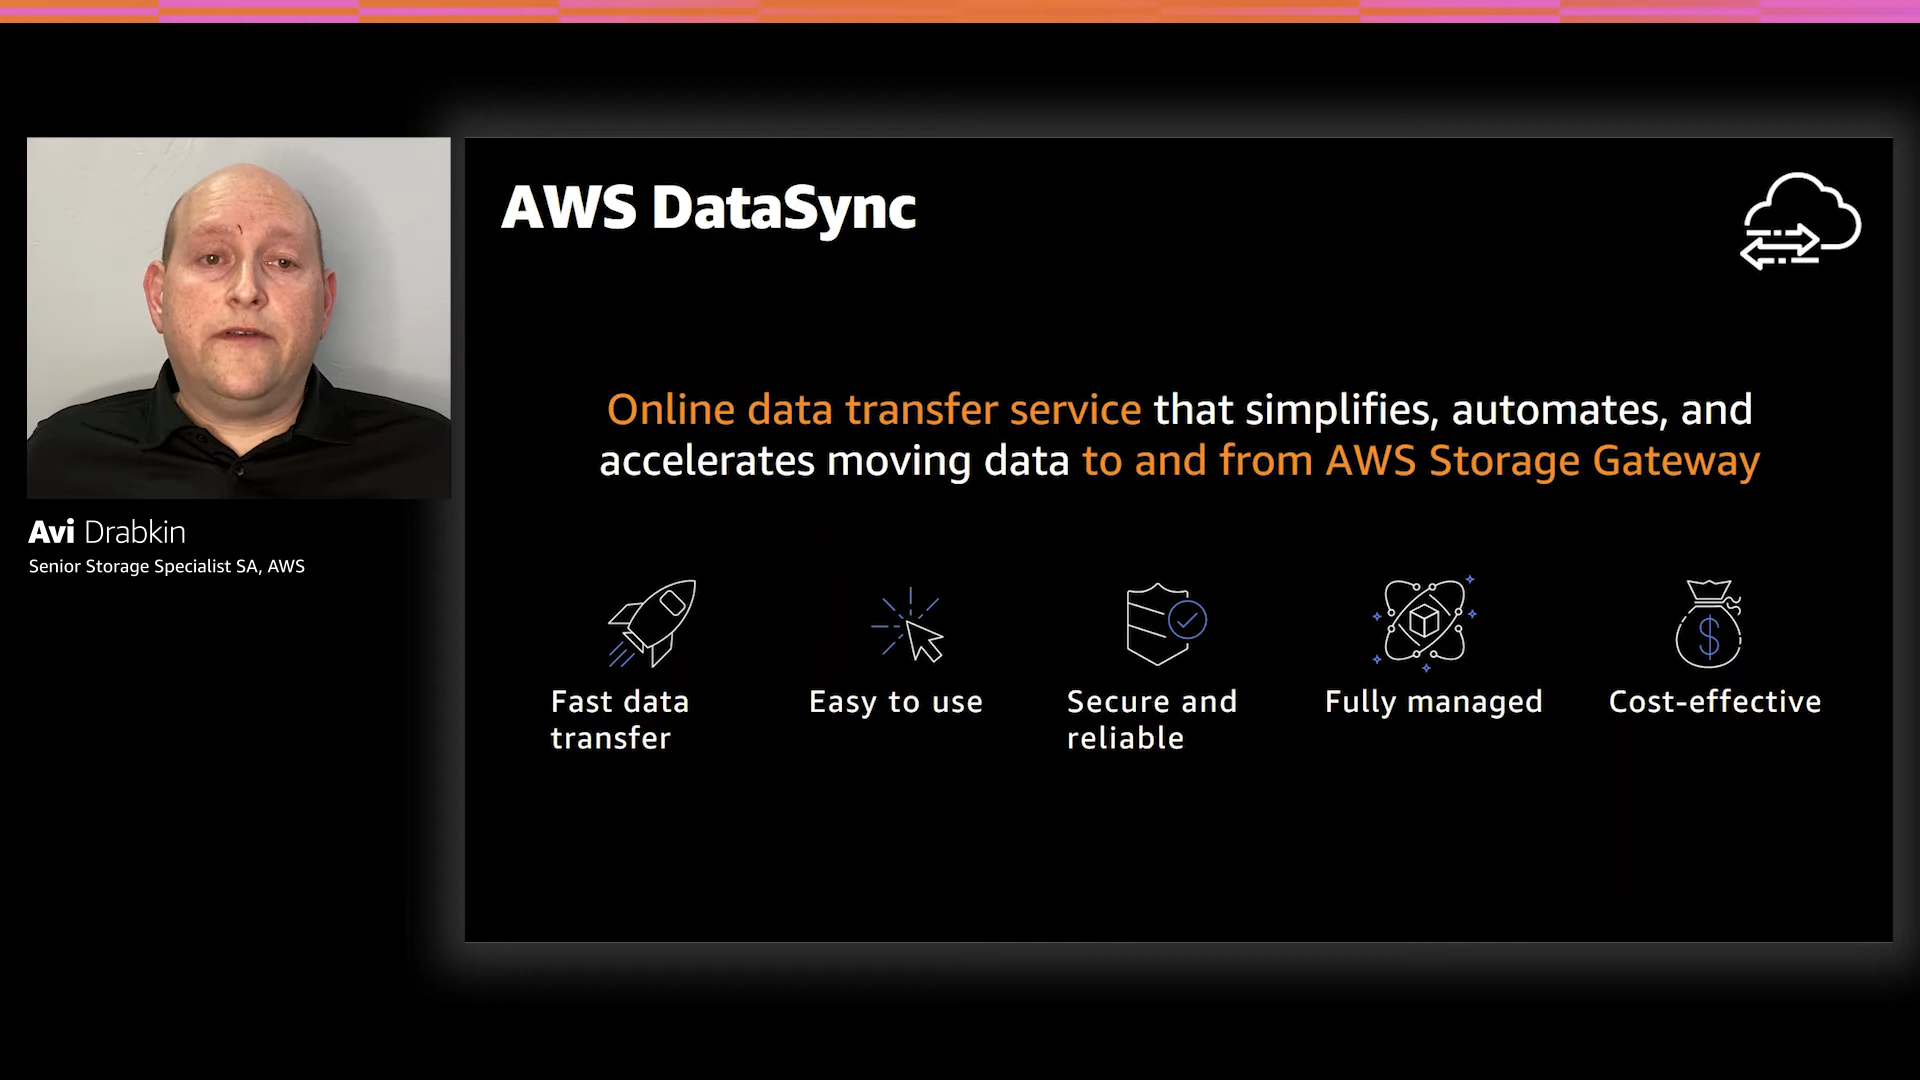 AWS DataSync
Online data transfer service that simplifies, automates, and
accelerates moving data to and from AWS Storage Gateway
Avi Drabkin
Senior Storage Specialist SA, AWS
Fast data
transfer
Easy to use
Secure and
reliable
Fully managed
Cost-effective
$